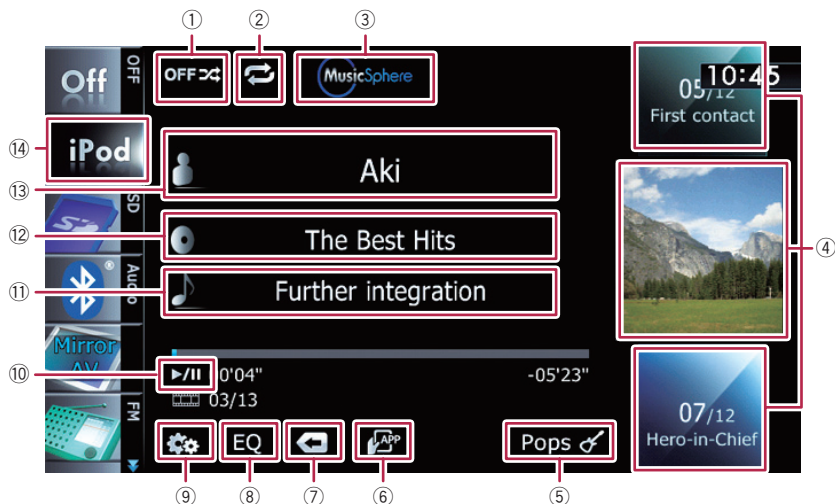 ① ② ③
Off OFF
OFF
MusicSphere
10:45
05/12
First contact
⑭ iPod
⑬ Aki
SD
⑫ The Best Hits
④
Audio
⑪ Further integration
Mirror
AV
⑩ ►/II 0'04" -05'23"
03/13
FM
EQ
APP
Pops
07/12
Hero-in-Chief
⑨ ⑧ ⑦ ⑥ ⑤